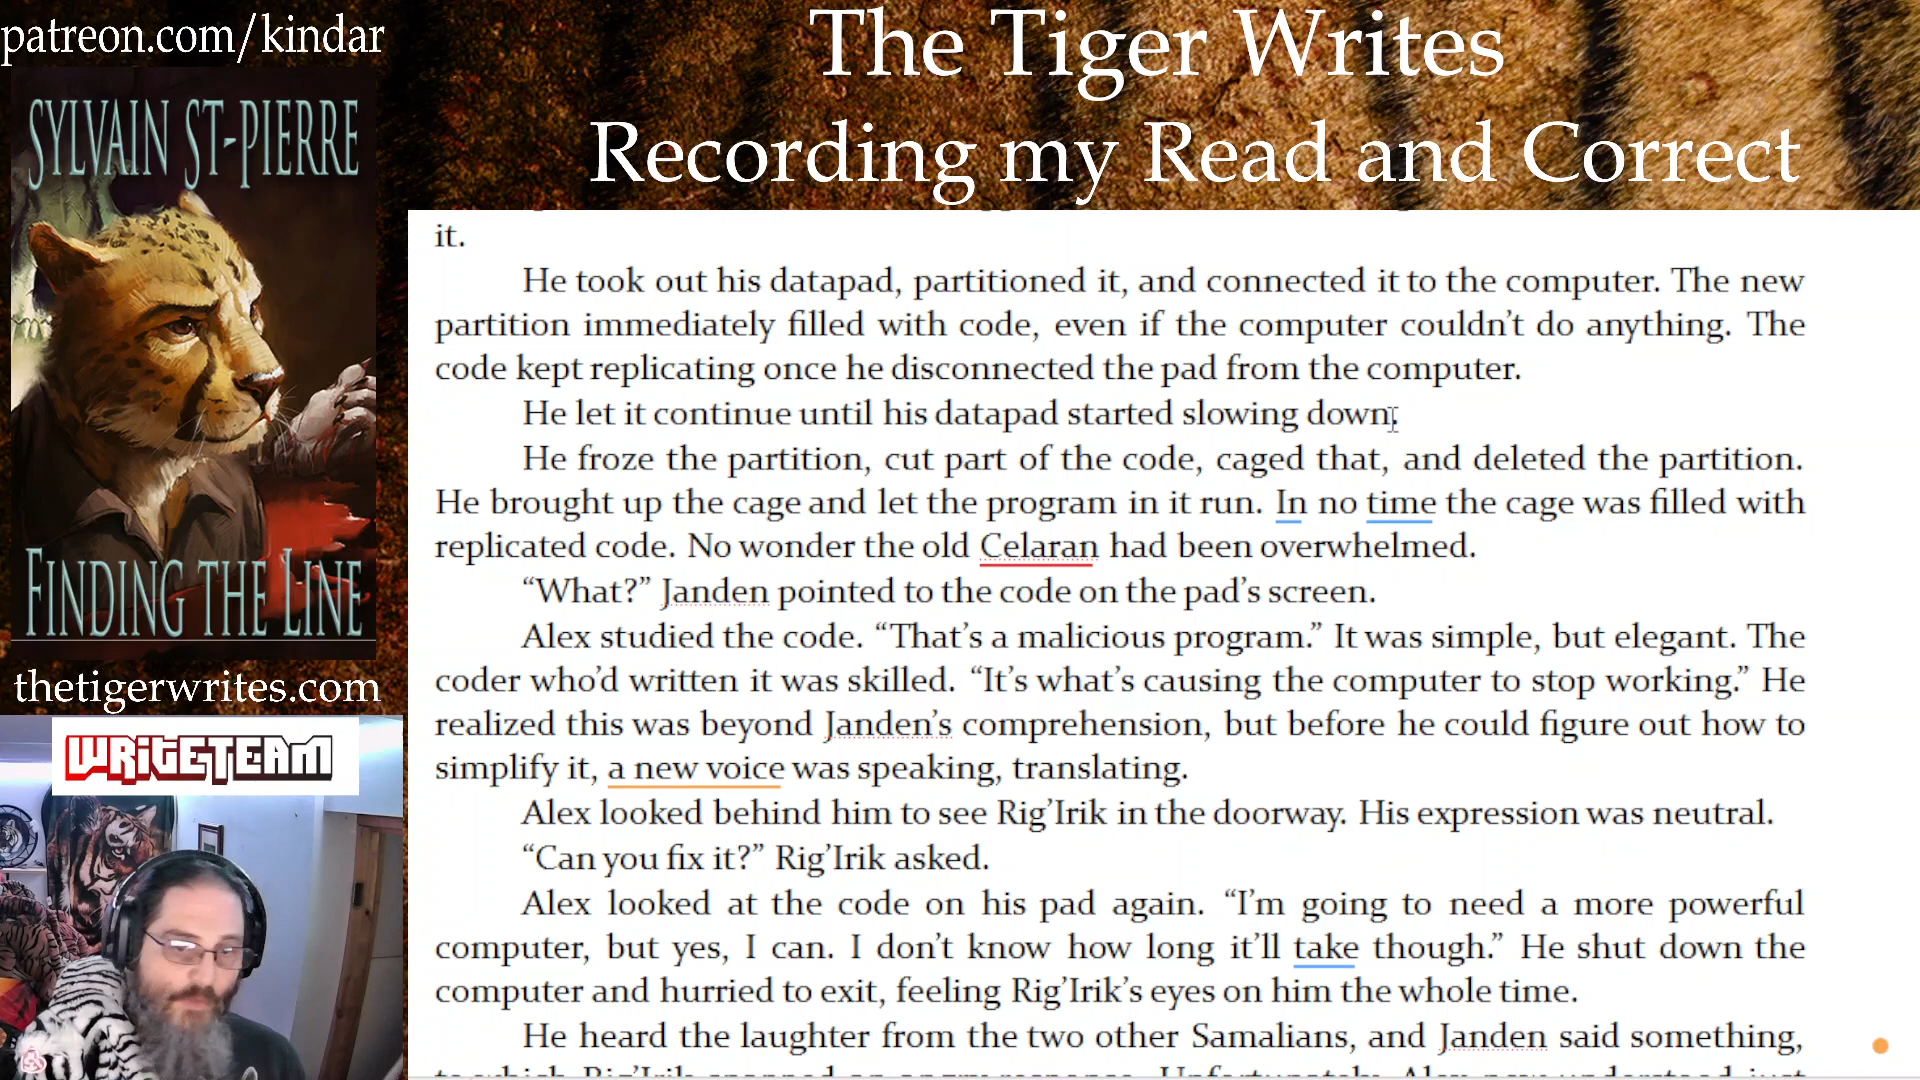 patreon.com/kindar
The Tiger Writes
Recording my Read and Correct
SYLVAIN ST-PIERRE
FINDING THE LINE
thetigerwrites.com
WRITETEAM
it.
He took out his datapad, partitioned it, and connected it to the computer. The new
partition immediately filled with code, even if the computer couldn't do anything. The
code kept replicating once he disconnected the pad from the computer.
He let it continue until his datapad started slowing down.
He froze the partition, cut part of the code, caged that, and deleted the partition.
He brought up the cage and let the program in it run. In no time the cage was filled with
replicated code. No wonder the old Celaran had been overwhelmed.
“What?” Janden pointed to the code on the pad's screen.
Alex studied the code. “That's a malicious program.” It was simple, but elegant. The
coder who'd written it was skilled. “It's what's causing the computer to stop working.” He
realized this was beyond Janden's comprehension, but before he could figure out how to
simplify it, a new voice was speaking, translating.
Alex looked behind him to see Rig'Irik in the doorway. His expression was neutral.
“Can you fix it?” Rig'Irik asked.
Alex looked at the code on his pad again. “I'm going to need a more powerful
computer, but yes, I can. I don't know how long it'll take though.” He shut down the
computer and hurried to exit, feeling Rig'Irik's eyes on him the whole time.
He heard the laughter from the two other Samalians, and Janden said something,